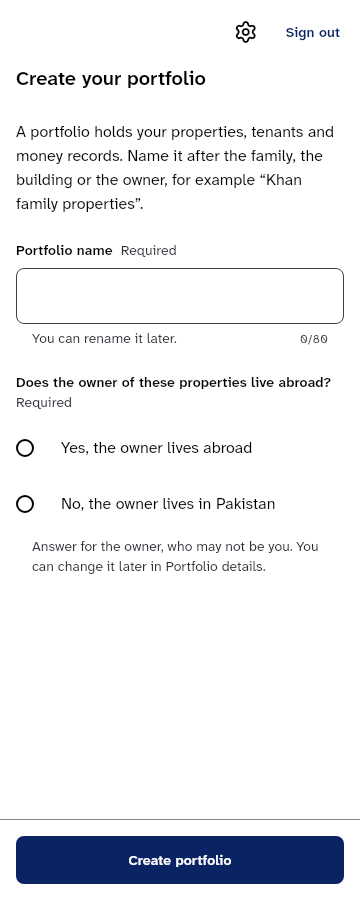 Sign out
Create your portfolio
A portfolio holds your properties, tenants and
money records. Name it after the family, the
building or the owner, for example “Khan
family properties”.
Portfolio name Required
You can rename it later. 0/80
Does the owner of these properties live abroad?
Required
Yes, the owner lives abroad
No, the owner lives in Pakistan
Answer for the owner, who may not be you. You
can change it later in Portfolio details.
Create portfolio